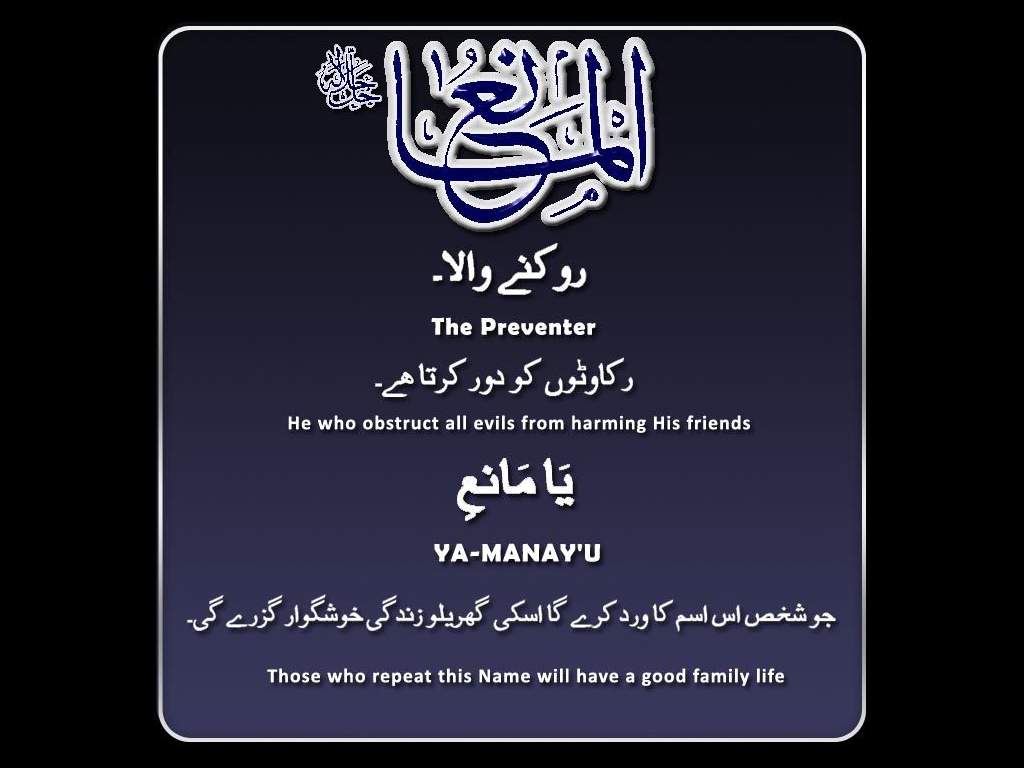 المانع
جل جلاله
روکنے والا۔
The Preventer
رکاوٹوں کو دور کرتا ھے۔
He who obstruct all evils from harming His friends
يَا مَانِعِ
YA-MANAY'U
جو شخص اس اسم کا ورد کرے گا اسکی گھریلو زندگی خوشگوار گزرے گی۔
Those who repeat this Name will have a good family life